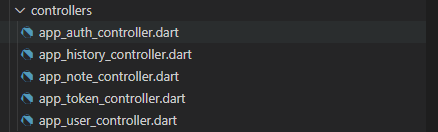 controllers
app_auth_controller.dart
app_history_controller.dart
app_note_controller.dart
app_token_controller.dart
app_user_controller.dart